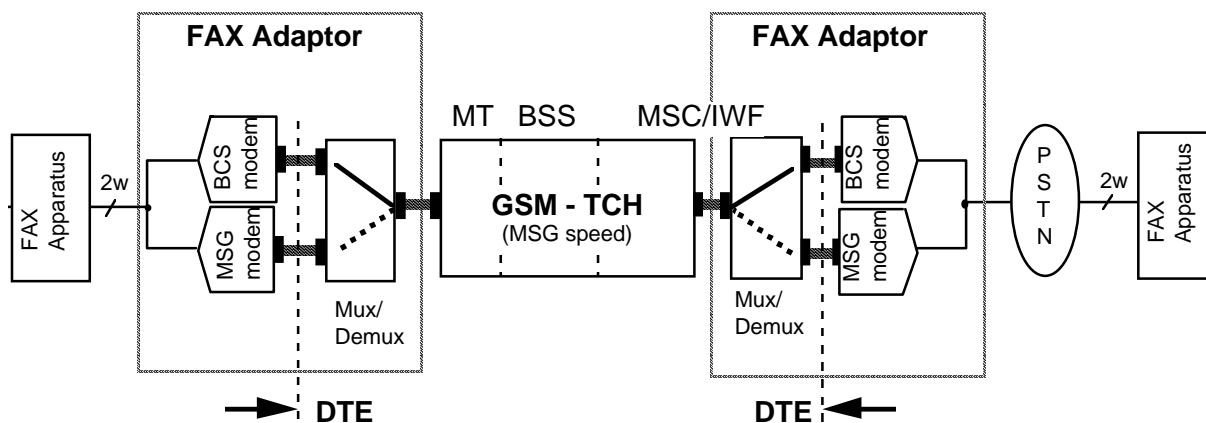 FAX Adaptor
FAX Adaptor
MT
BSS
MSC/IWF
FAX
Apparatus
2w
BCS
modem
MSG
modem
Mux/
Demux
GSM - TCH
(MSG speed)
Mux/
Demux
BCS
modem
MSG
modem
PSTN
2w
FAX
Apparatus
DTE
DTE